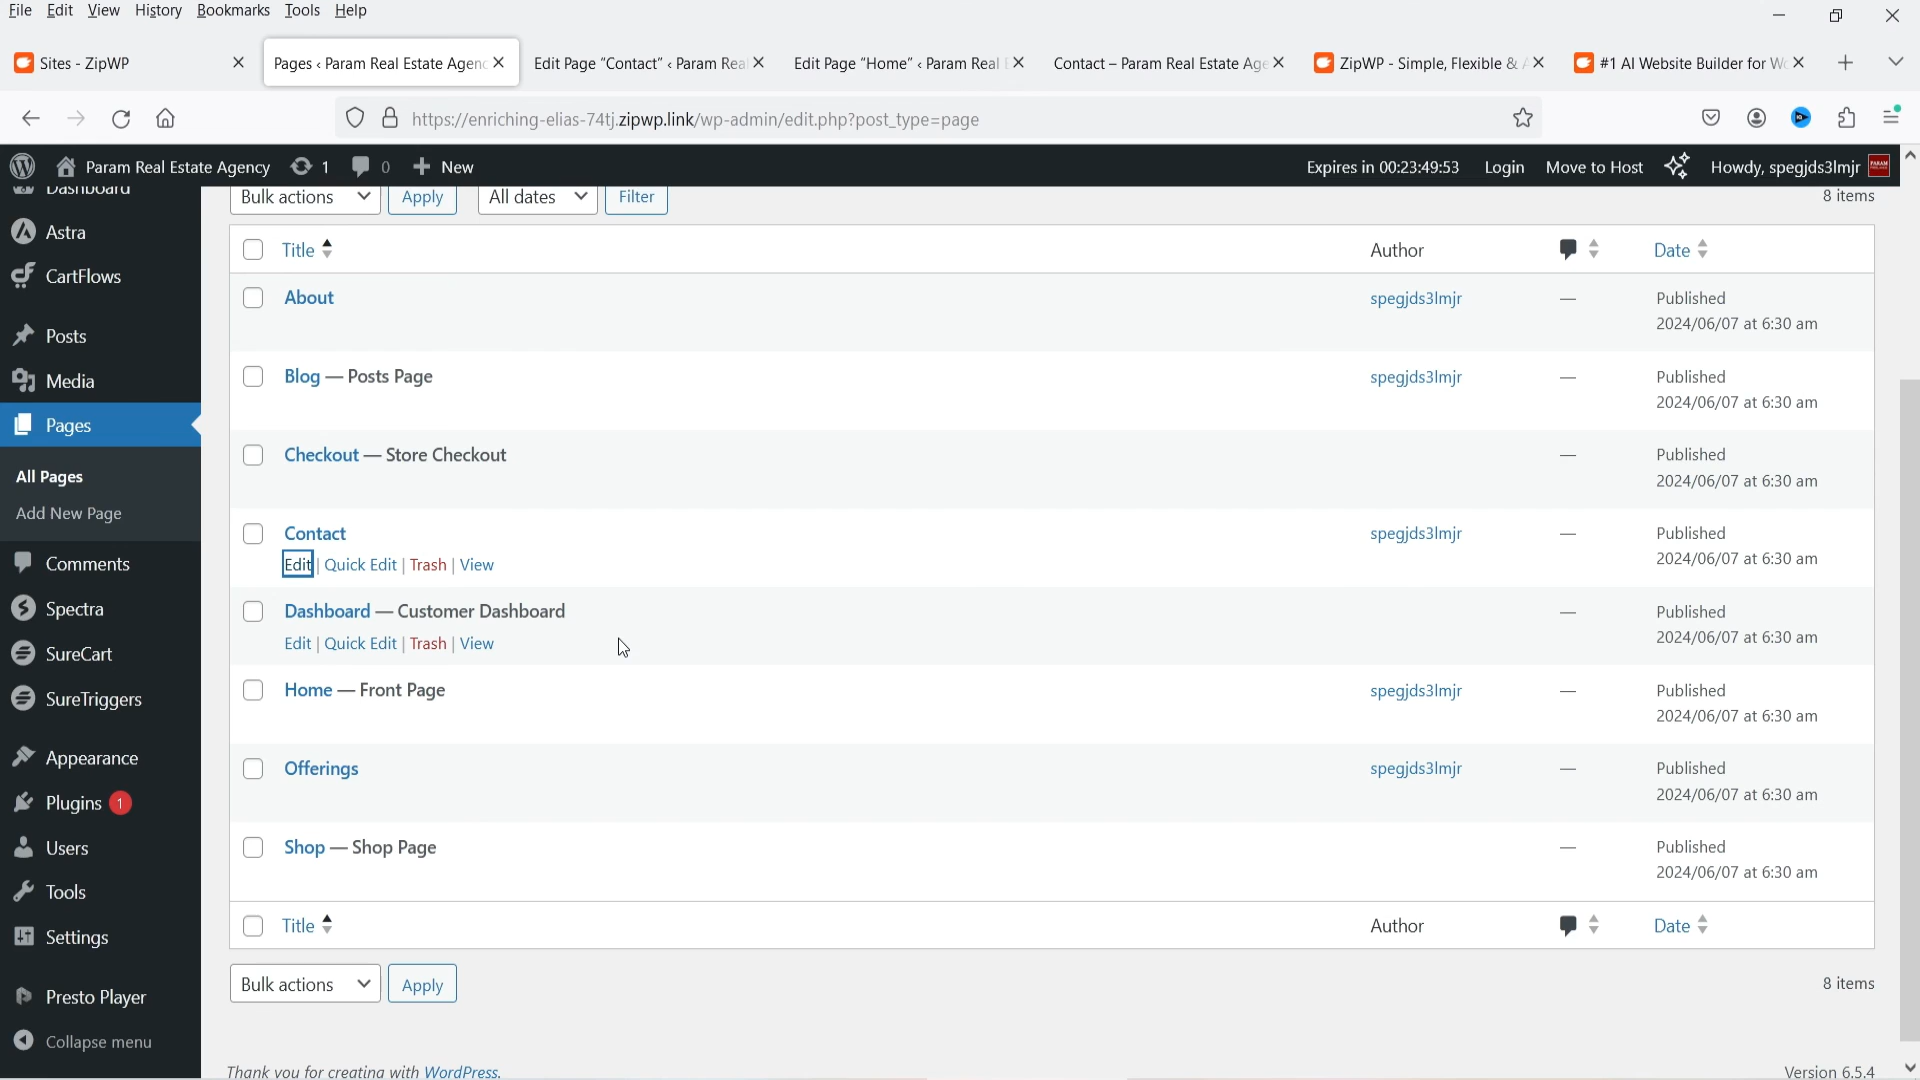 File Edit View History Bookmarks Tools Help
Sites - ZipWP
Pages ‹ Param Real Estate Agenc
Edit Page "Contact" ‹ Param Rea
Edit Page "Home" ‹ Param Real
Contact – Param Real Estate Age
ZipWP - Simple, Flexible &
#1 AI Website Builder for Wo
https://enriching-elias-74tj.zipwp.link/wp-admin/edit.php?post_type=page
Param Real Estate Agency 1 0 New Expires in 00:23:49:53 Login Move to Host Howdy, spegjds3lmjr
Dashboard
Astra
CartFlows
Posts
Media
Pages
All Pages
Add New Page
Comments
Spectra
SureCart
SureTriggers
Appearance
Plugins 1
Users
Tools
Settings
Presto Player
Collapse menu
Bulk actions Apply All dates Filter 8 items
Title Author Date
About spegjds3lmjr — Published
2024/06/07 at 6:30 am
Blog — Posts Page spegjds3lmjr — Published
2024/06/07 at 6:30 am
Checkout — Store Checkout — Published
2024/06/07 at 6:30 am
Contact spegjds3lmjr — Published
Edit | Quick Edit | Trash | View 2024/06/07 at 6:30 am
Dashboard — Customer Dashboard — Published
Edit | Quick Edit | Trash | View 2024/06/07 at 6:30 am
Home — Front Page spegjds3lmjr — Published
2024/06/07 at 6:30 am
Offerings spegjds3lmjr — Published
2024/06/07 at 6:30 am
Shop — Shop Page — Published
2024/06/07 at 6:30 am
Title Author Date
Bulk actions Apply 8 items
Thank you for creating with WordPress. Version 6.5.4